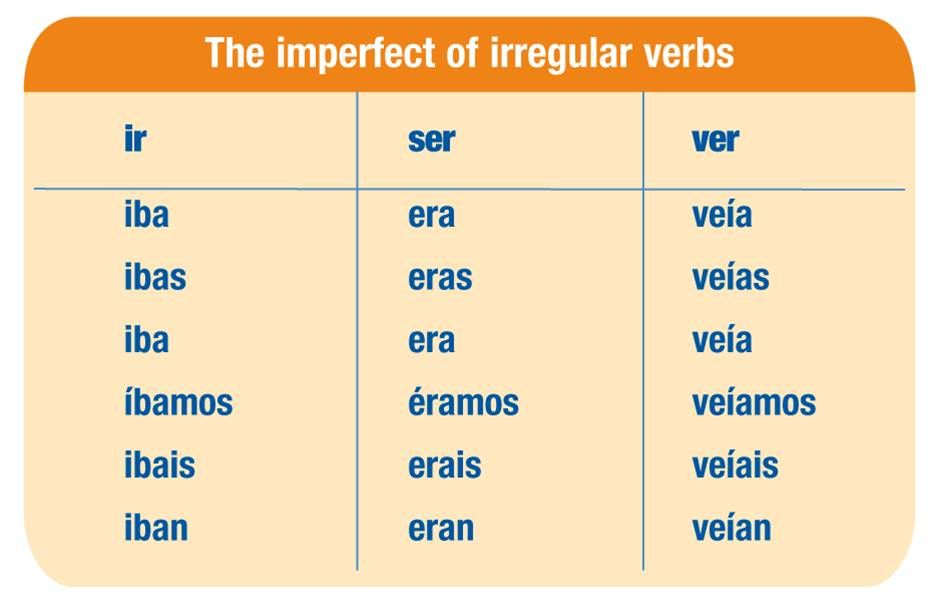 The imperfect of irregular verbs
ir ser ver
iba era veía
ibas eras veías
iba era veía
íbamos éramos veíamos
ibais erais veíais
iban eran veían